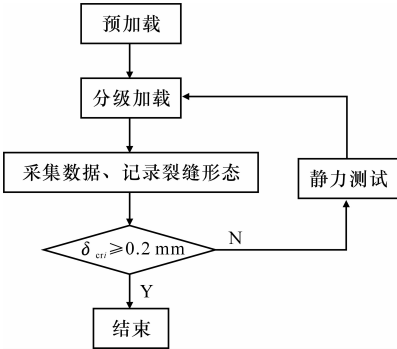 预加载
分级加载
采集数据、记录裂缝形态
静力测试
δcri≥0.2 mm
N
Y
结束